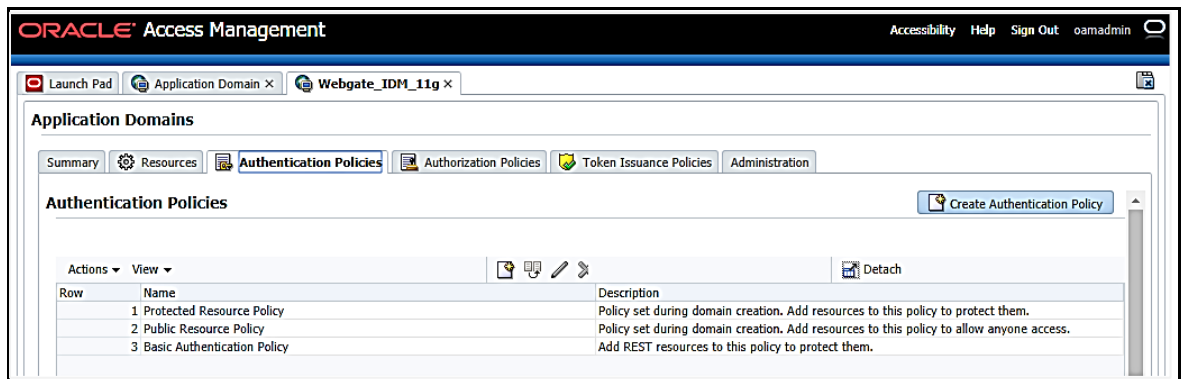 ORACLE Access Management
Accessibility Help Sign Out oamadmin
Launch Pad Application Domain × Webgate_IDM_11g ×
Application Domains
Summary Resources Authentication Policies Authorization Policies Token Issuance Policies Administration
Authentication Policies
Create Authentication Policy
Actions View Detach
Row Name Description
1 Protected Resource Policy Policy set during domain creation. Add resources to this policy to protect them.
2 Public Resource Policy Policy set during domain creation. Add resources to this policy to allow anyone access.
3 Basic Authentication Policy Add REST resources to this policy to protect them.